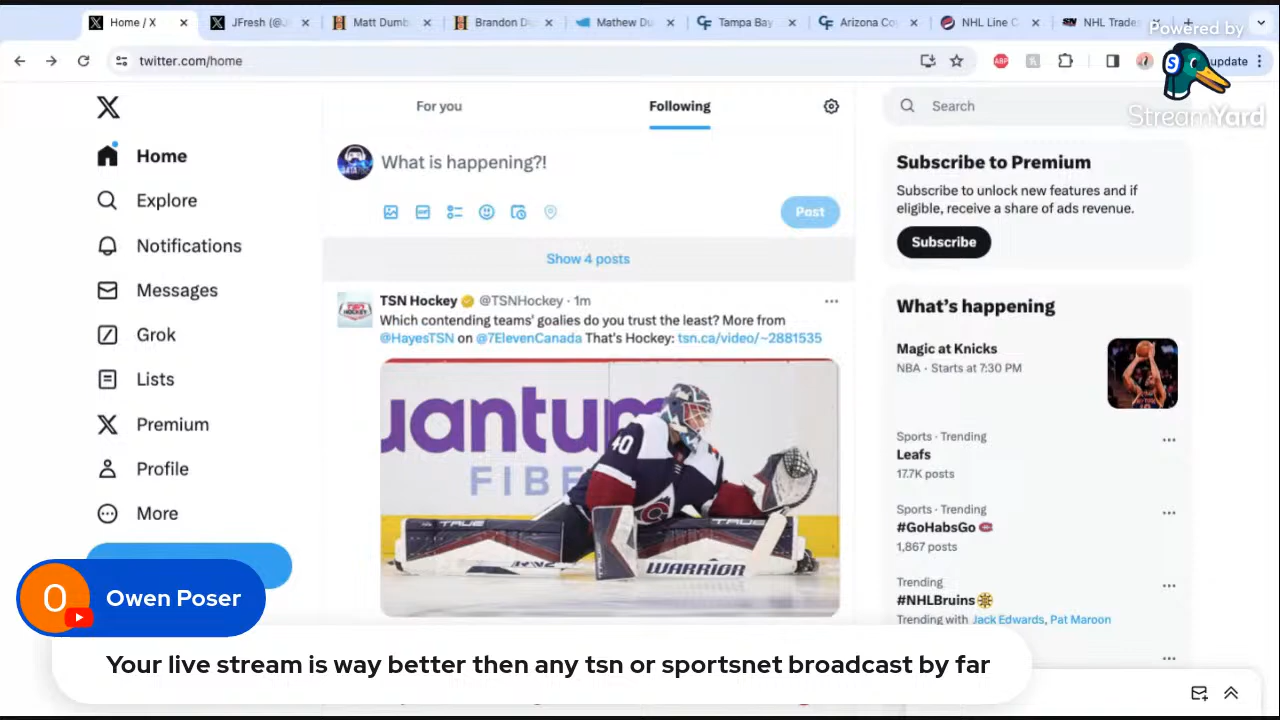 Home / X
JFresh (@J
Matt Dumb
Brandon D
Mathew Du
Tampa Bay
Arizona Co
NHL Line C
NHL Trades
Powered by
twitter.com/home
update
StreamYard
For you
Following
Search
Home
Explore
Notifications
Messages
Grok
Lists
Premium
Profile
More
What is happening?!
Post
Show 4 posts
TSN Hockey @TSNHockey · 1m
Which contending teams' goalies do you trust the least? More from
@HayesTSN on @7ElevenCanada That's Hockey: tsn.ca/video/~2881535
uantum
FIBE
40
TRUE
TRUE
WARRIOR
Subscribe to Premium
Subscribe to unlock new features and if
eligible, receive a share of ads revenue.
Subscribe
What's happening
Magic at Knicks
NBA · Starts at 7:30 PM
Sports · Trending
Leafs
17.7K posts
Sports · Trending
#GoHabsGo
1,867 posts
Trending
#NHLBruins
Trending with Jack Edwards, Pat Maroon
O
Owen Poser
Your live stream is way better then any tsn or sportsnet broadcast by far